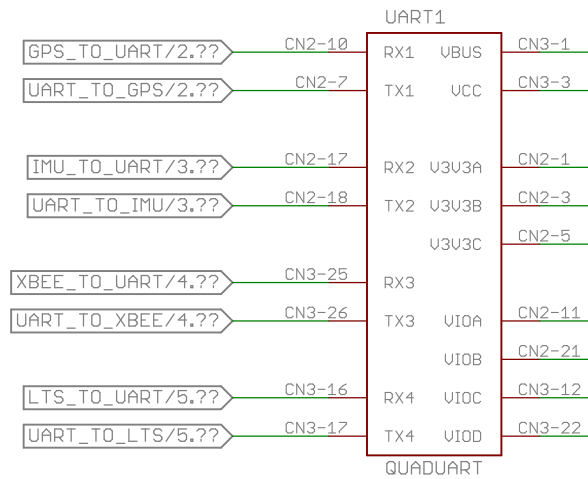 UART1
GPS_TO_UART/2.?? CN2-10 RX1 VBUS CN3-1
UART_TO_GPS/2.?? CN2-7 TX1 VCC CN3-3
IMU_TO_UART/3.?? CN2-17 RX2 V3V3A CN2-1
UART_TO_IMU/3.?? CN2-18 TX2 V3V3B CN2-3
V3V3C CN2-5
XBEE_TO_UART/4.?? CN3-25 RX3
UART_TO_XBEE/4.?? CN3-26 TX3 VIOA CN2-11
VIOB CN2-21
LTS_TO_UART/5.?? CN3-16 RX4 VIOC CN3-12
UART_TO_LTS/5.?? CN3-17 TX4 VIOD CN3-22
QUADUART